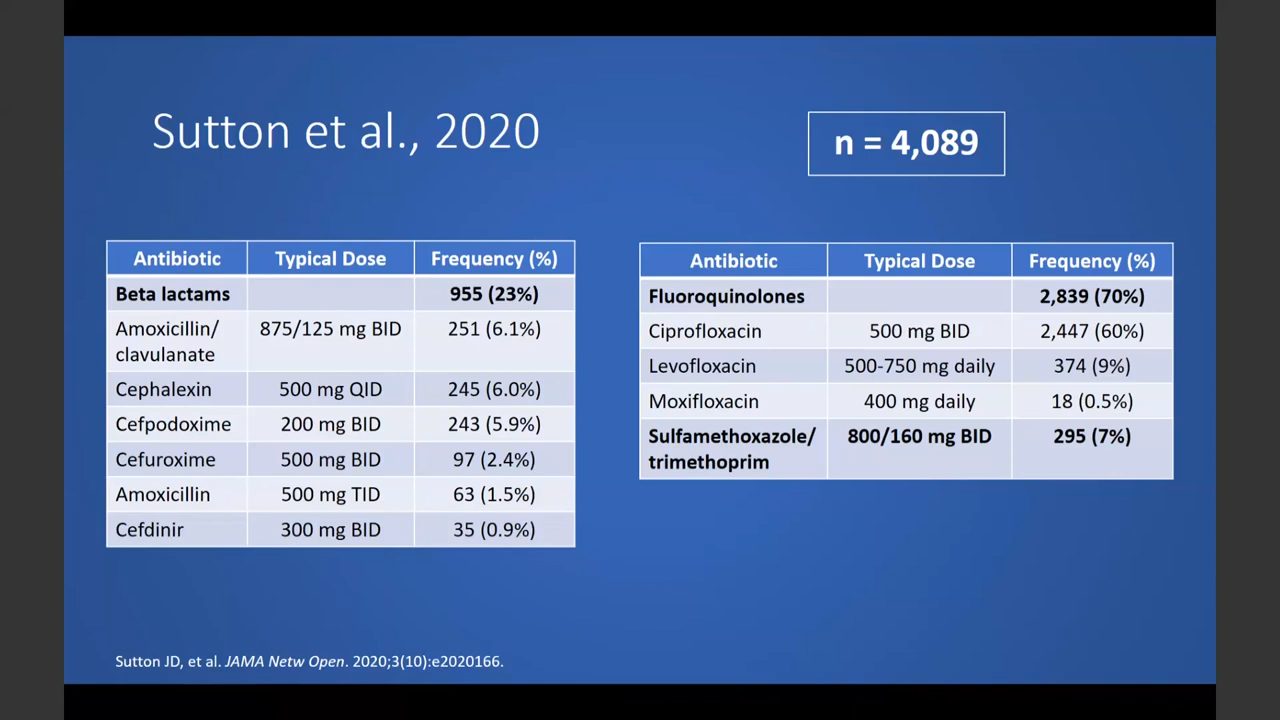 Sutton et al., 2020
n = 4,089
Antibiotic Typical Dose Frequency (%)
Beta lactams 955 (23%)
Amoxicillin/ 875/125 mg BID 251 (6.1%)
clavulanate
Cephalexin 500 mg QID 245 (6.0%)
Cefpodoxime 200 mg BID 243 (5.9%)
Cefuroxime 500 mg BID 97 (2.4%)
Amoxicillin 500 mg TID 63 (1.5%)
Cefdinir 300 mg BID 35 (0.9%)
Antibiotic Typical Dose Frequency (%)
Fluoroquinolones 2,839 (70%)
Ciprofloxacin 500 mg BID 2,447 (60%)
Levofloxacin 500-750 mg daily 374 (9%)
Moxifloxacin 400 mg daily 18 (0.5%)
Sulfamethoxazole/ 800/160 mg BID 295 (7%)
trimethoprim
Sutton JD, et al. JAMA Netw Open. 2020;3(10):e2020166.